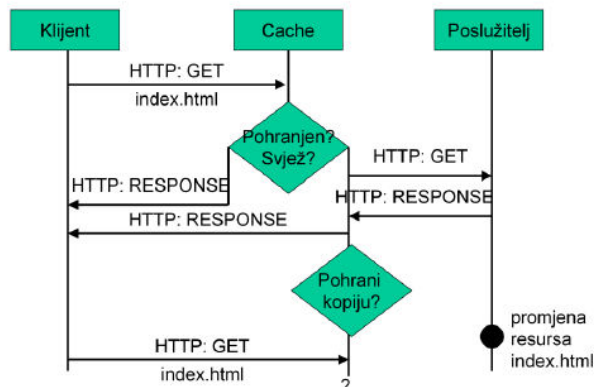 Klijent
Cache
Poslužitelj
HTTP: GET
index.html
Pohranjen?
Svjež?
HTTP: GET
HTTP: RESPONSE
HTTP: RESPONSE
HTTP: RESPONSE
Pohrani
kopiju?
promjena
resursa
index.html
HTTP: GET
index.html
?